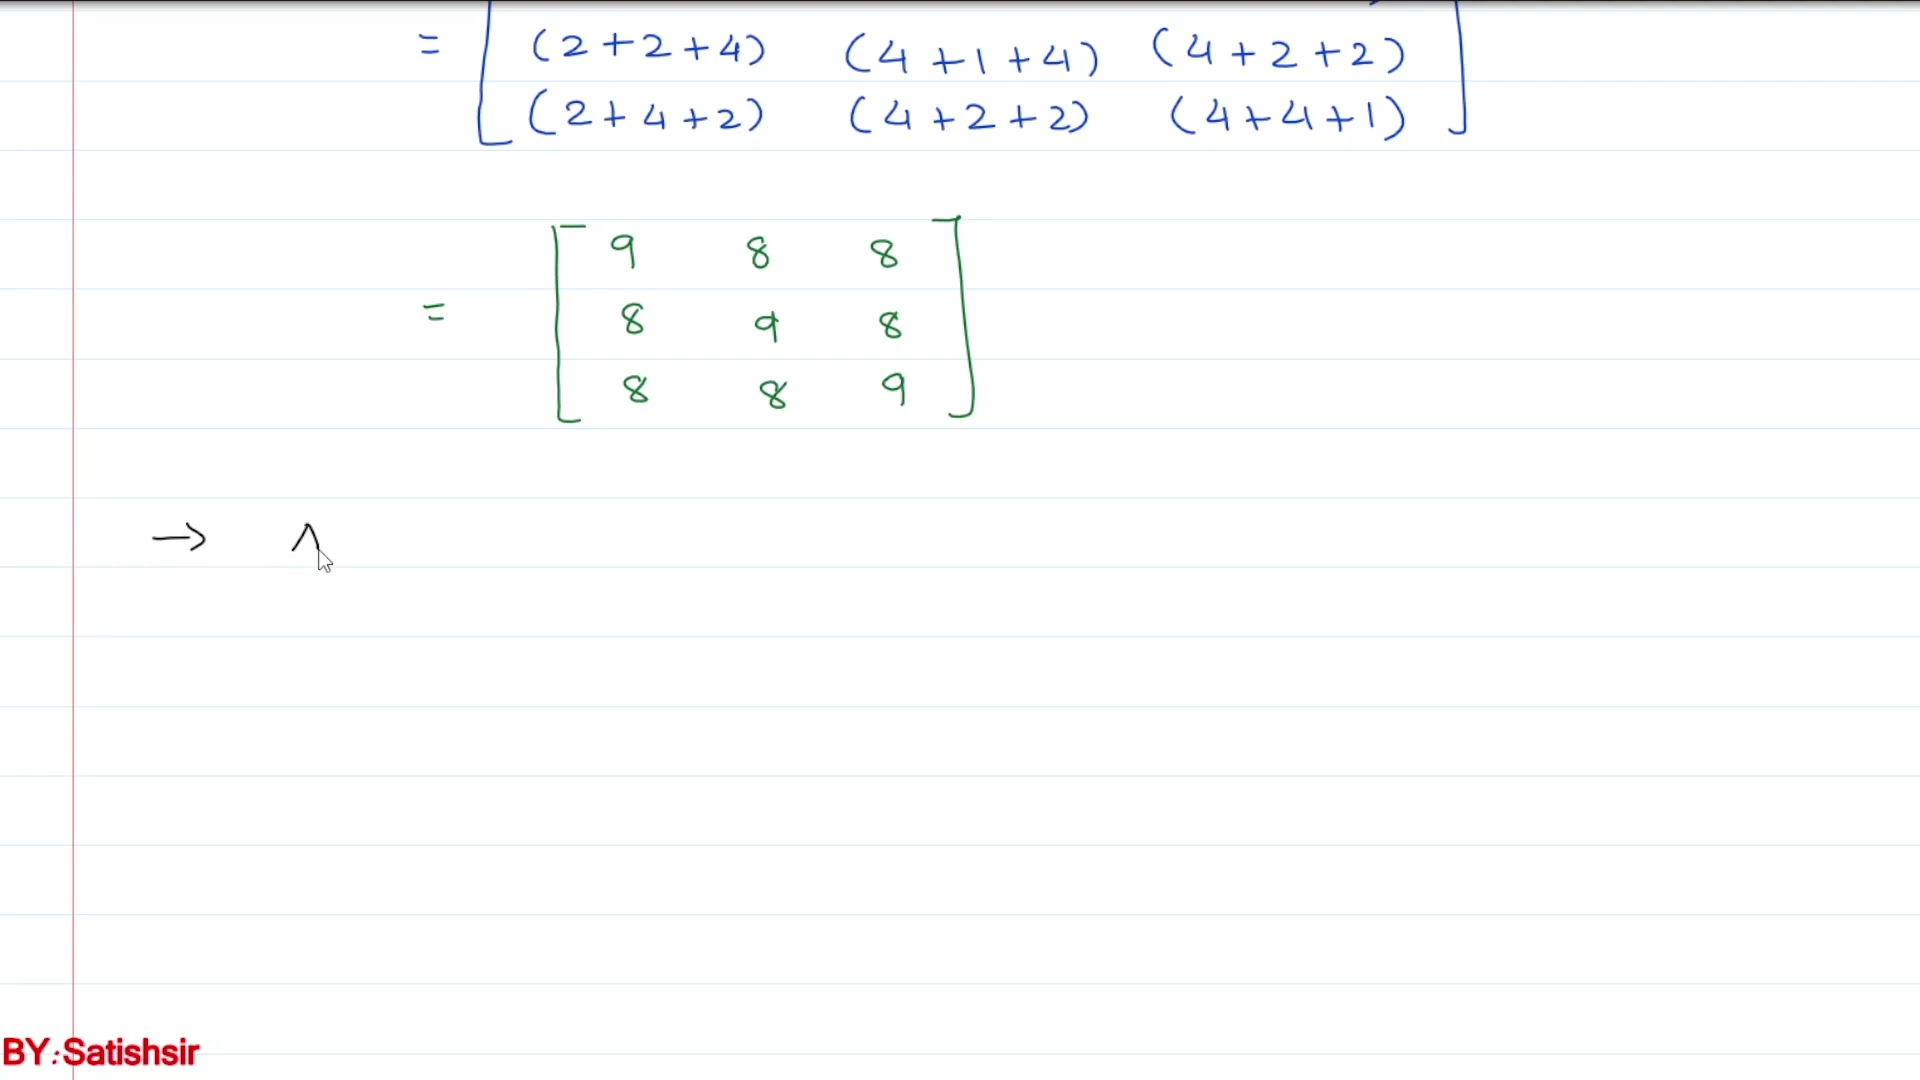 = [ (2+2+4) (4+1+4) (4+2+2)
(2+4+2) (4+2+2) (4+4+1) ]
9 8 8
= [ 8 9 8 ]
8 8 9
→
BY:Satishsir